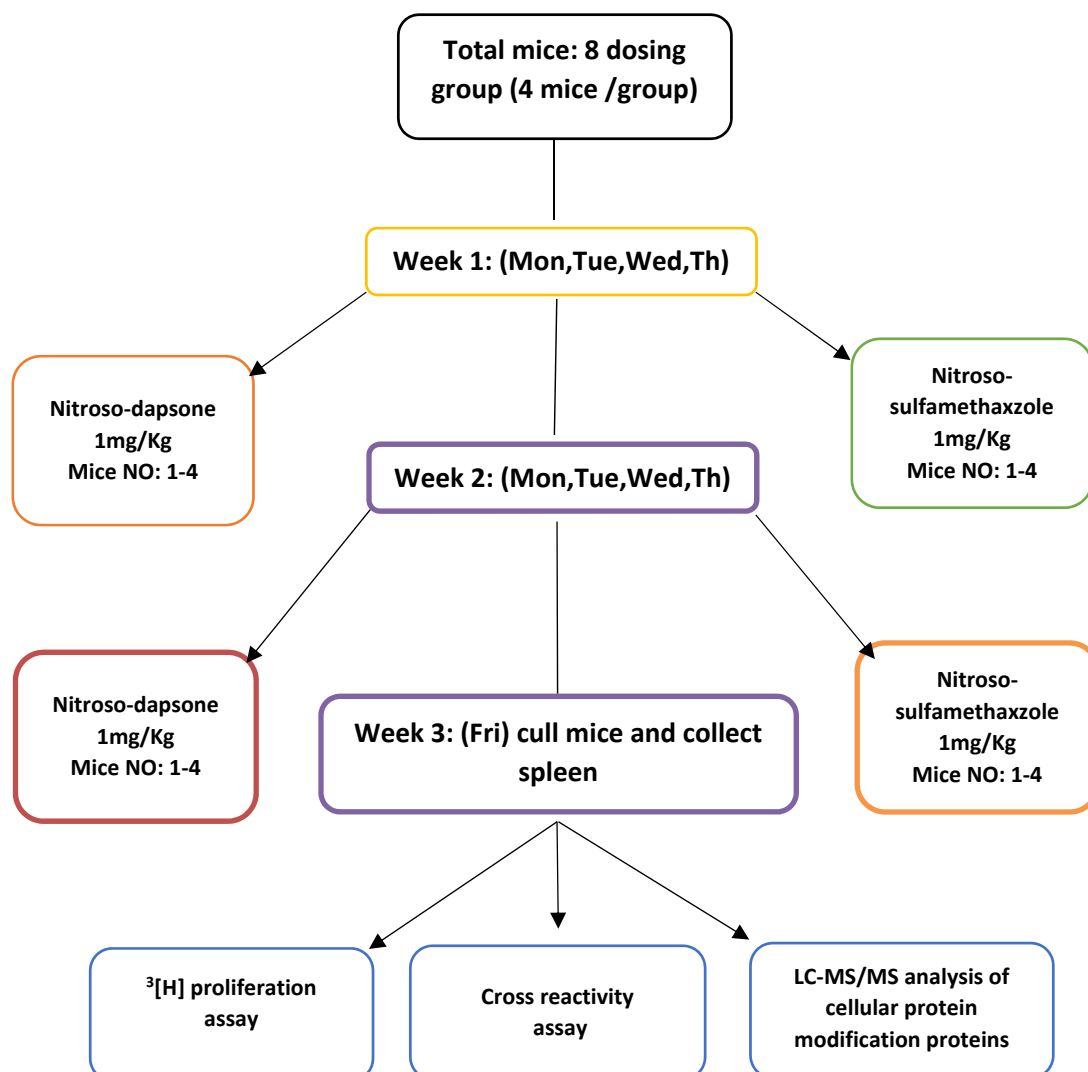 Total mice: 8 dosing
group (4 mice /group)
Week 1: (Mon,Tue,Wed,Th)
Nitroso-dapsone
1mg/Kg
Mice NO: 1-4
Nitroso-
sulfamethaxzole
1mg/Kg
Mice NO: 1-4
Week 2: (Mon,Tue,Wed,Th)
Nitroso-dapsone
1mg/Kg
Mice NO: 1-4
Nitroso-
sulfamethaxzole
1mg/Kg
Mice NO: 1-4
Week 3: (Fri) cull mice and collect
spleen
³[H] proliferation
assay
Cross reactivity
assay
LC-MS/MS analysis of
cellular protein
modification proteins